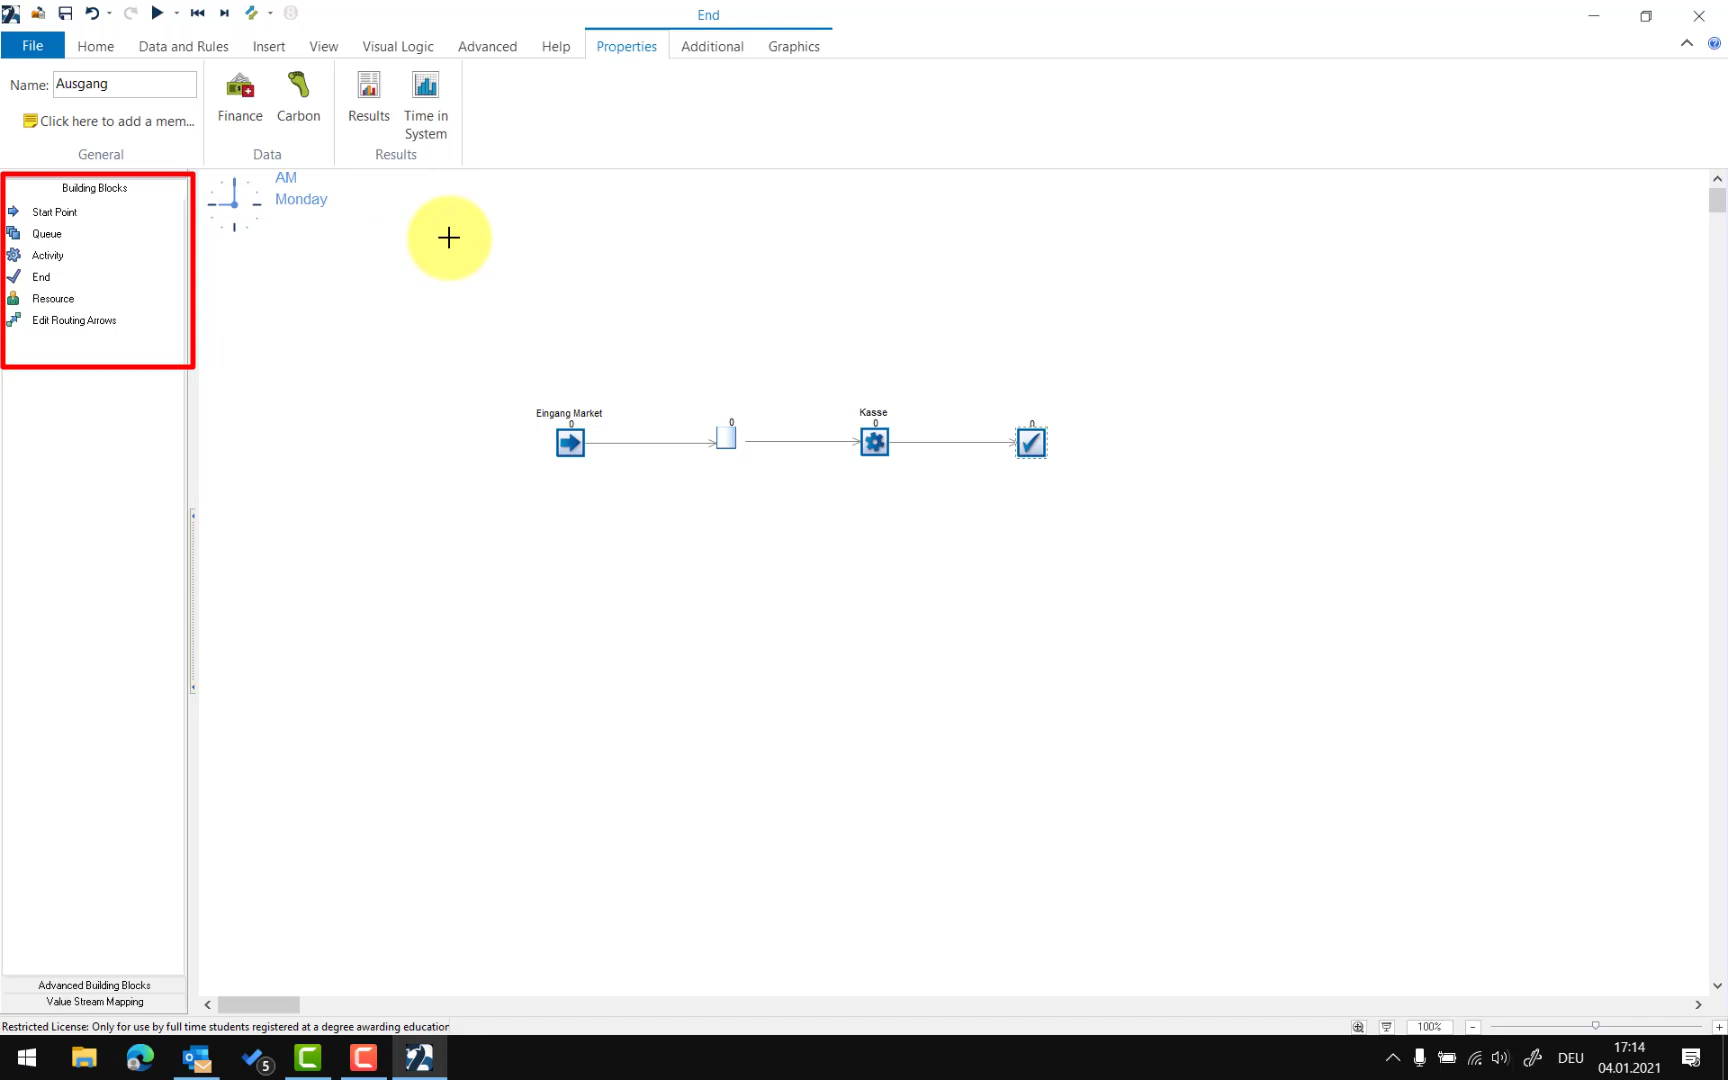 End
File Home Data and Rules Insert View Visual Logic Advanced Help Properties Additional Graphics
Name: Ausgang
Click here to add a mem...
General
Finance Carbon
Data
Results Time in System
Results
Building Blocks
Start Point
Queue
Activity
End
Resource
Edit Routing Arrows
AM
Monday
Eingang Market
0
0
Kasse
0
0
Advanced Building Blocks
Value Stream Mapping
Restricted License: Only for use by full time students registered at a degree awarding education
100%
5
DEU
17:14
04.01.2021